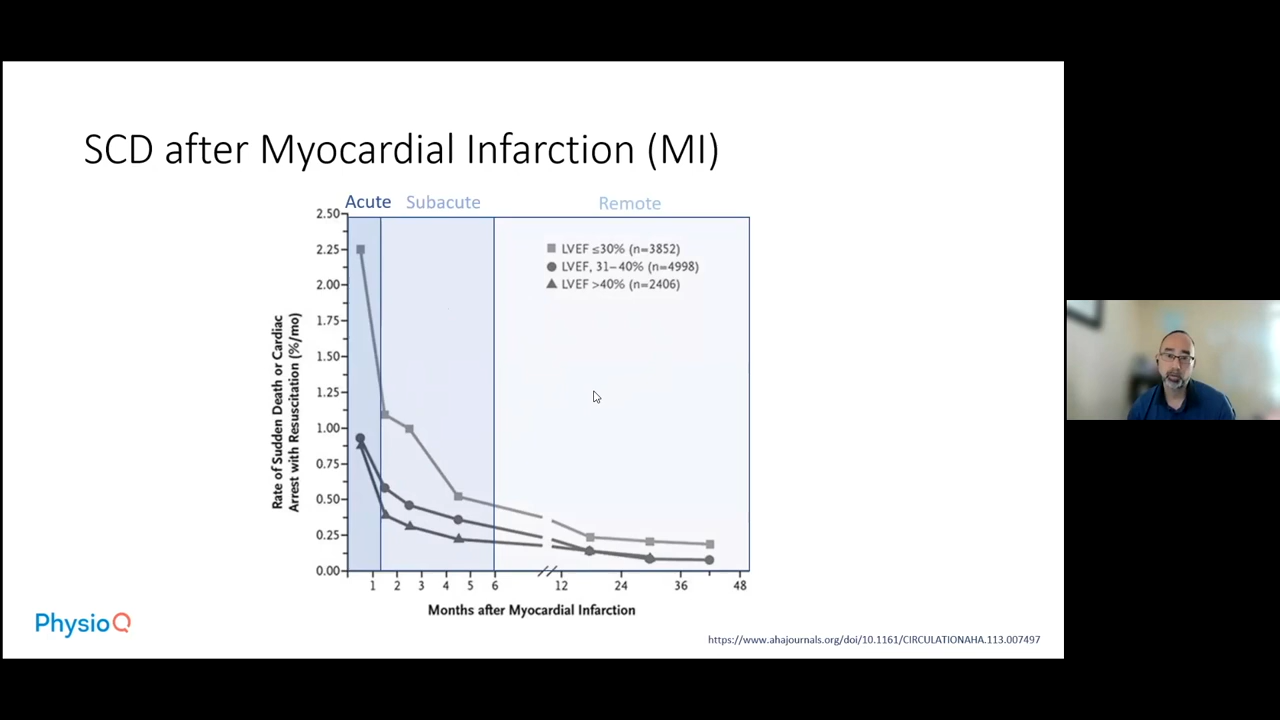 SCD after Myocardial Infarction (MI)
Acute Subacute Remote
2.50
2.25
2.00
1.75
1.50
1.25
1.00
0.75
0.50
0.25
0.00
Rate of Sudden Death or Cardiac
Arrest with Resuscitation (%/mo)
LVEF ≤30% (n=3852)
LVEF, 31–40% (n=4998)
LVEF >40% (n=2406)
1 2 3 4 5 6 12 24 36 48
Months after Myocardial Infarction
PhysioQ
https://www.ahajournals.org/doi/10.1161/CIRCULATIONAHA.113.007497